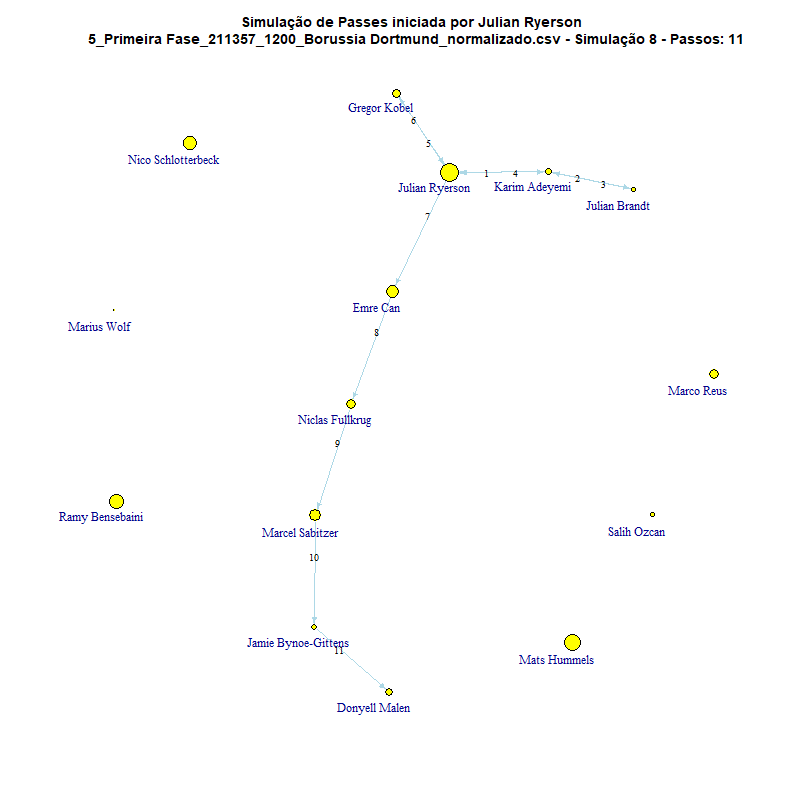 Simulação de Passes iniciada por Julian Ryerson
5_Primeira Fase_211357_1200_Borussia Dortmund_normalizado.csv - Simulação 8 - Passos: 11
Gregor Kobel
6
5
Nico Schlotterbeck
1
4
Julian Ryerson
Karim Adeyemi
2
3
Julian Brandt
7
Emre Can
Marius Wolf
8
Marco Reus
Niclas Fullkrug
9
Ramy Bensebaini
Marcel Sabitzer
Salih Ozcan
10
Jamie Bynoe-Gittens
11
Mats Hummels
Donyell Malen